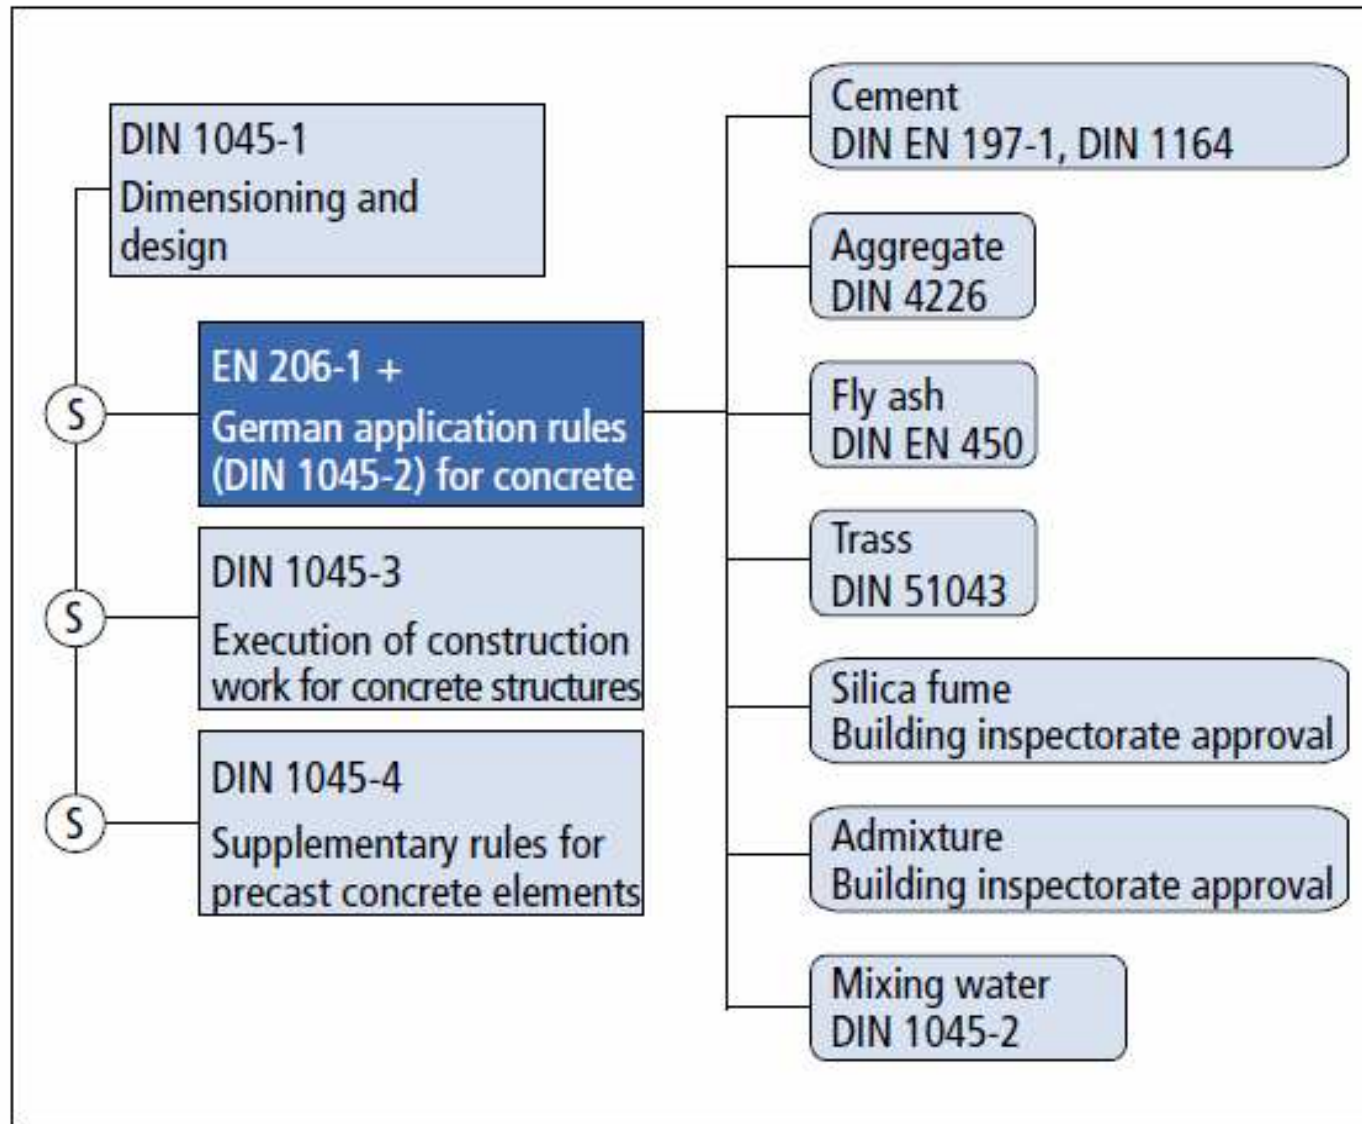 DIN 1045-1
Dimensioning and
design
S
EN 206-1 +
German application rules
(DIN 1045-2) for concrete
S
DIN 1045-3
Execution of construction
work for concrete structures
S
DIN 1045-4
Supplementary rules for
precast concrete elements
Cement
DIN EN 197-1, DIN 1164
Aggregate
DIN 4226
Fly ash
DIN EN 450
Trass
DIN 51043
Silica fume
Building inspectorate approval
Admixture
Building inspectorate approval
Mixing water
DIN 1045-2